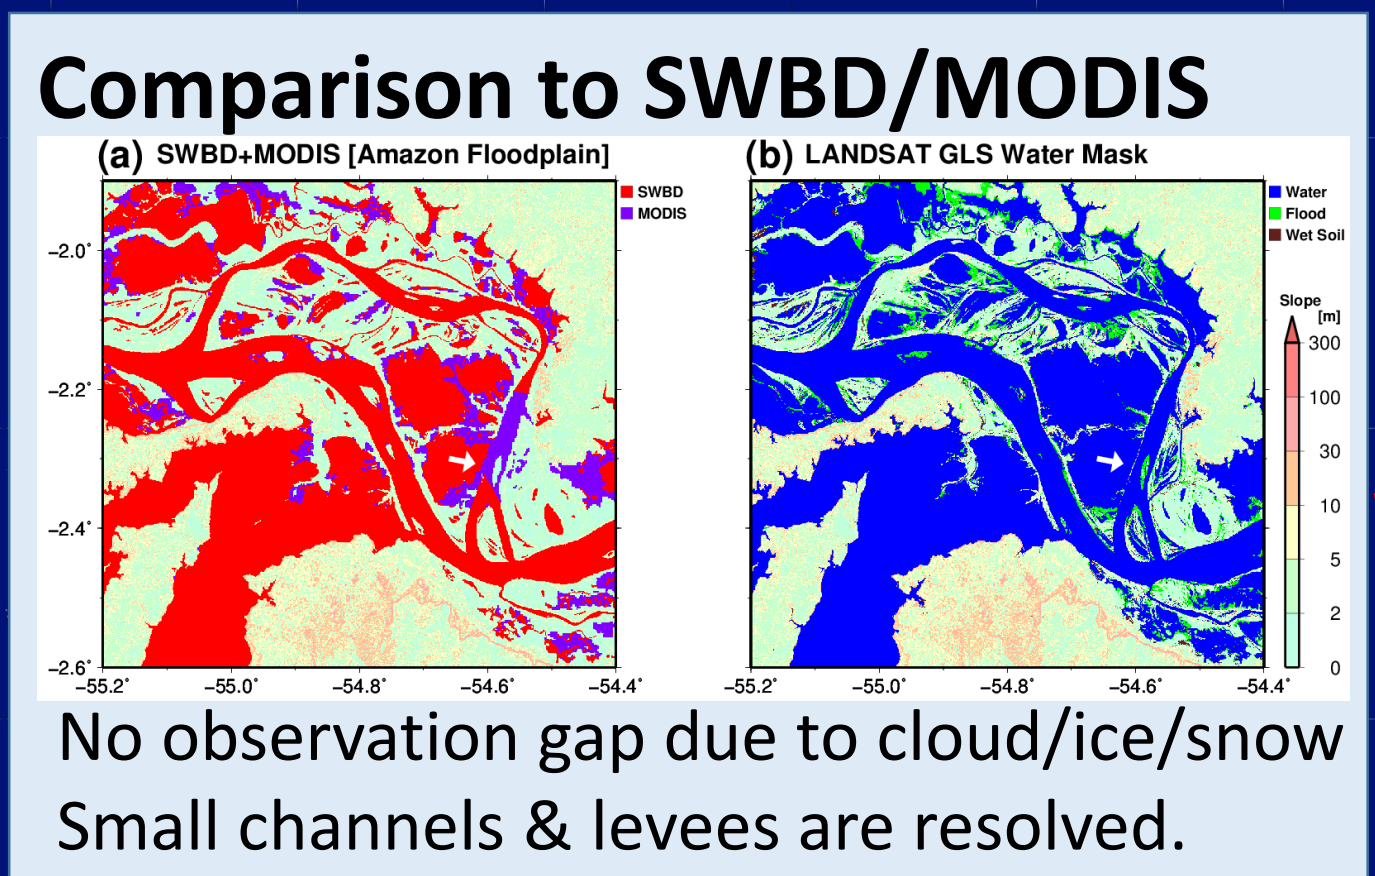 Comparison to SWBD/MODIS
(a) SWBD+MODIS [Amazon Floodplain]
SWBD
MODIS
−2.0°
−2.2°
−2.4°
−2.6°
−55.2° −55.0° −54.8° −54.6° −54.4°
(b) LANDSAT GLS Water Mask
Water
Flood
Wet Soil
Slope
[m]
300
100
30
10
5
2
0
−55.2° −55.0° −54.8° −54.6° −54.4°
No observation gap due to cloud/ice/snow
Small channels & levees are resolved.